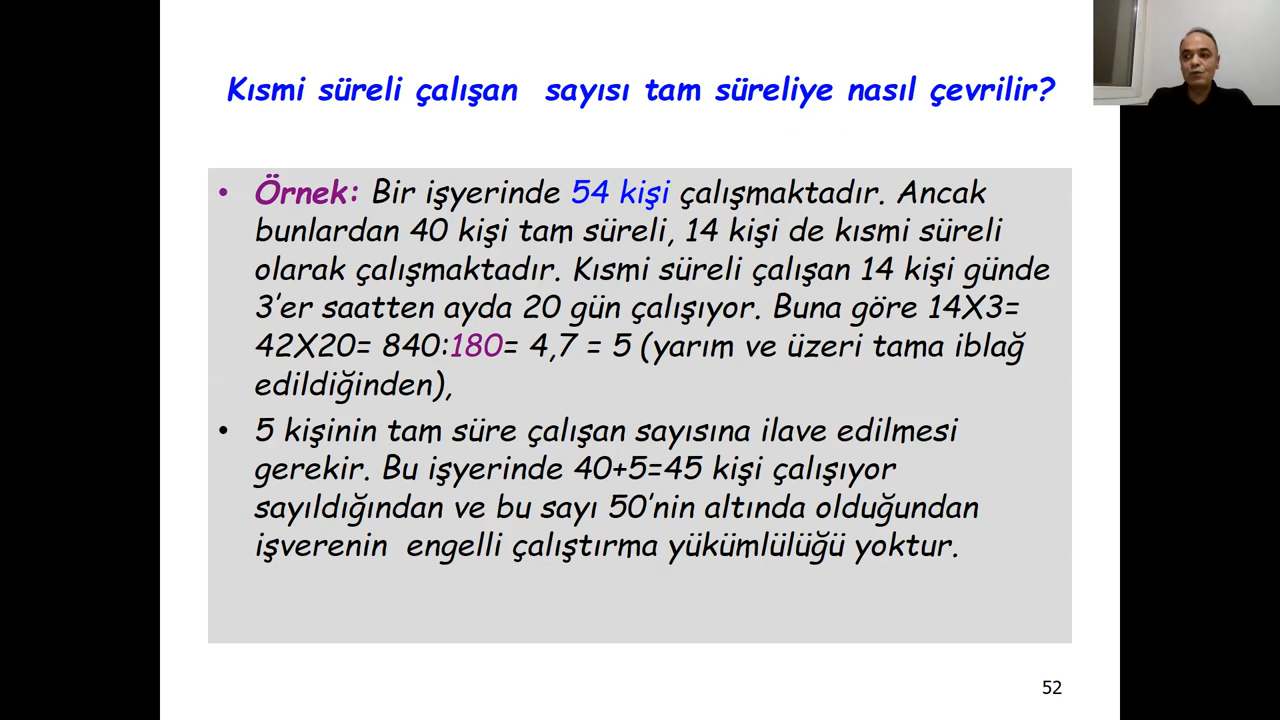 Kısmi süreli çalışan sayısı tam süreliye nasıl çevrilir?
• Örnek: Bir işyerinde 54 kişi çalışmaktadır. Ancak
bunlardan 40 kişi tam süreli, 14 kişi de kısmi süreli
olarak çalışmaktadır. Kısmi süreli çalışan 14 kişi günde
3’er saatten ayda 20 gün çalışıyor. Buna göre 14X3=
42X20= 840:180= 4,7 = 5 (yarım ve üzeri tama iblağ
edildiğinden),
• 5 kişinin tam süre çalışan sayısına ilave edilmesi
gerekir. Bu işyerinde 40+5=45 kişi çalışıyor
sayıldığından ve bu sayı 50’nin altında olduğundan
işverenin engelli çalıştırma yükümlülüğü yoktur.
52